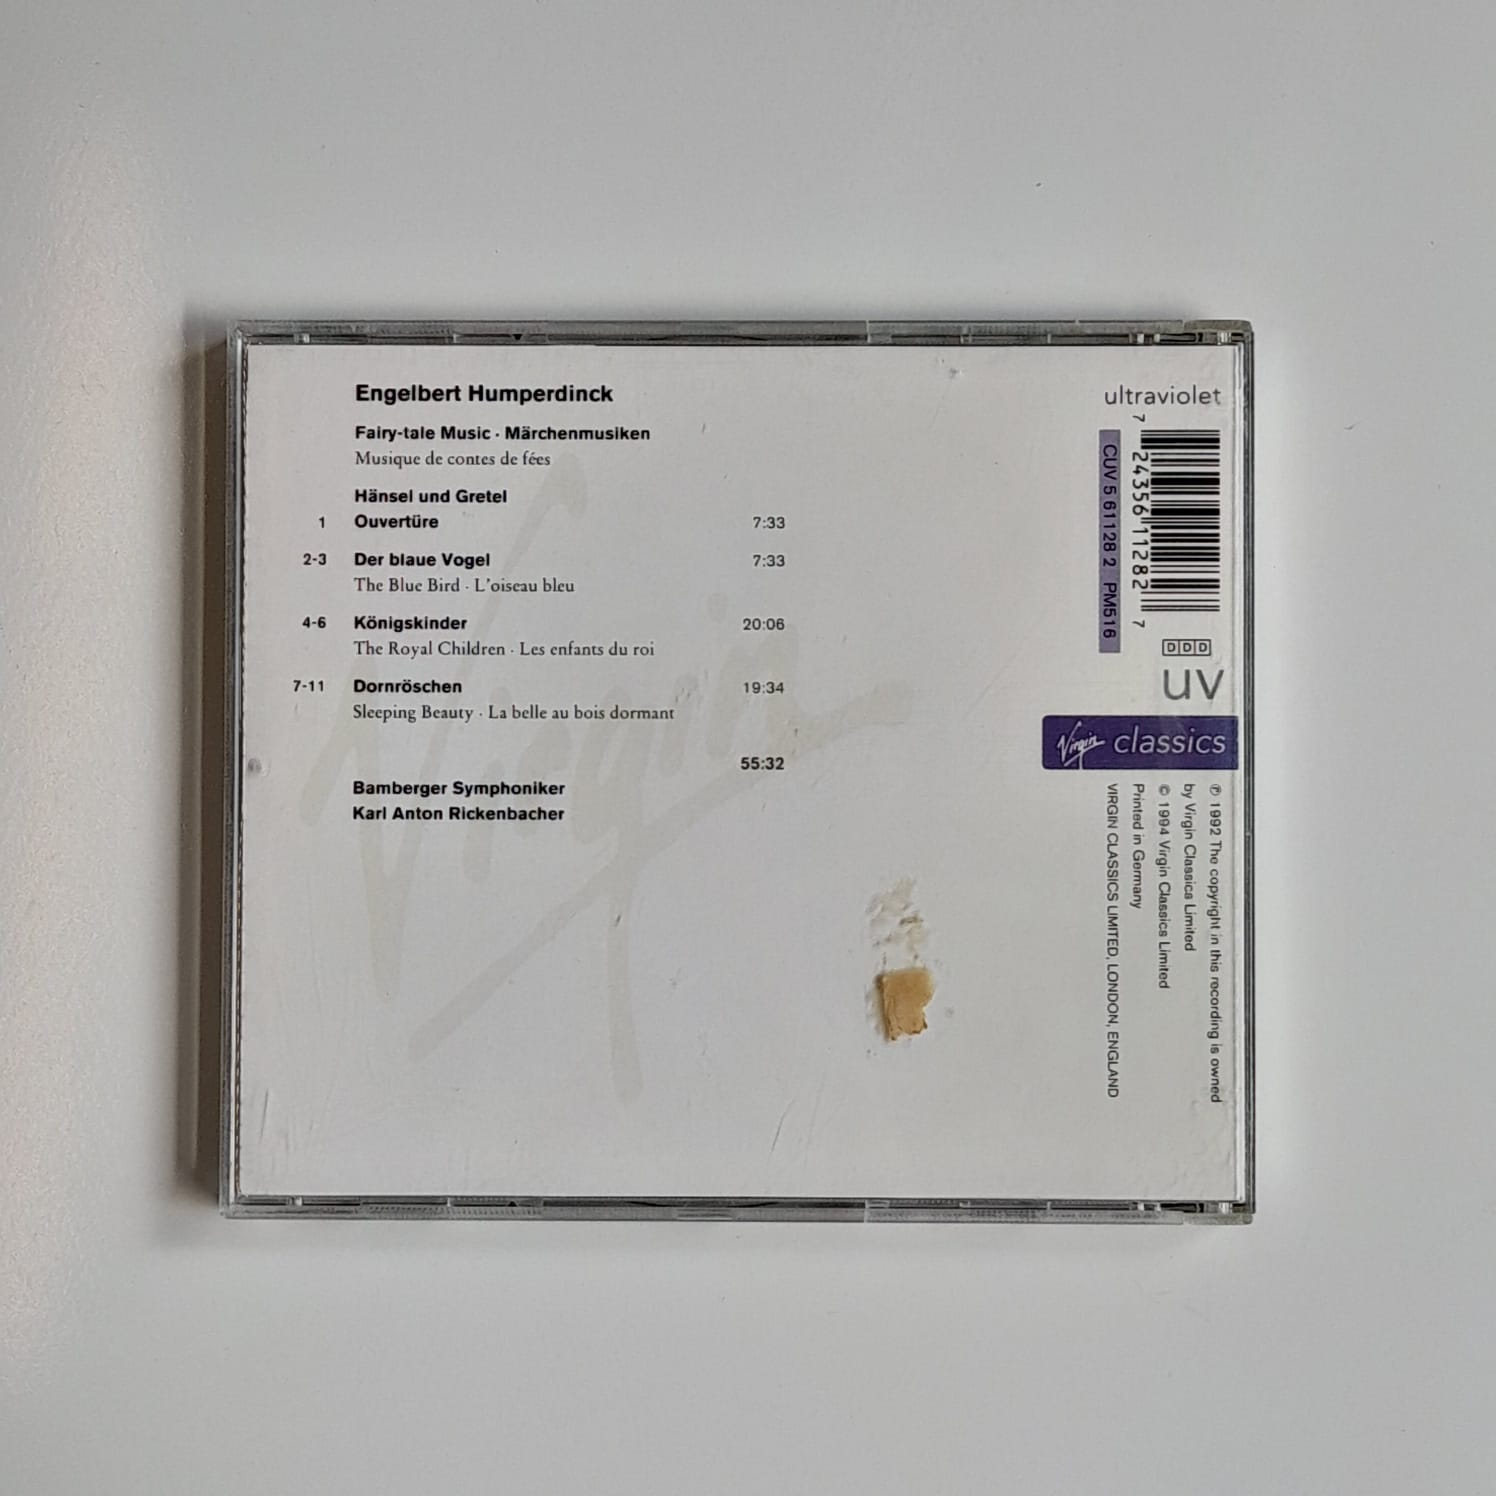 Engelbert Humperdinck
Fairy-tale Music · Märchenmusiken
Musique de contes de fées
Hänsel und Gretel
1 Ouvertüre 7:33
2-3 Der blaue Vogel 7:33
The Blue Bird · L'oiseau bleu
4-6 Königskinder 20:06
The Royal Children · Les enfants du roi
7-11 Dornröschen 19:34
Sleeping Beauty · La belle au bois dormant
55:32
Bamberger Symphoniker
Karl Anton Rickenbacher
Virgin
ultraviolet
7 24356 11282 7
CUV 5 61128 2 PM516
DDD
UV
Virgin classics
℗ 1992 The copyright in this recording is owned
by Virgin Classics Limited
© 1994 Virgin Classics Limited
Printed in Germany
VIRGIN CLASSICS LIMITED, LONDON, ENGLAND